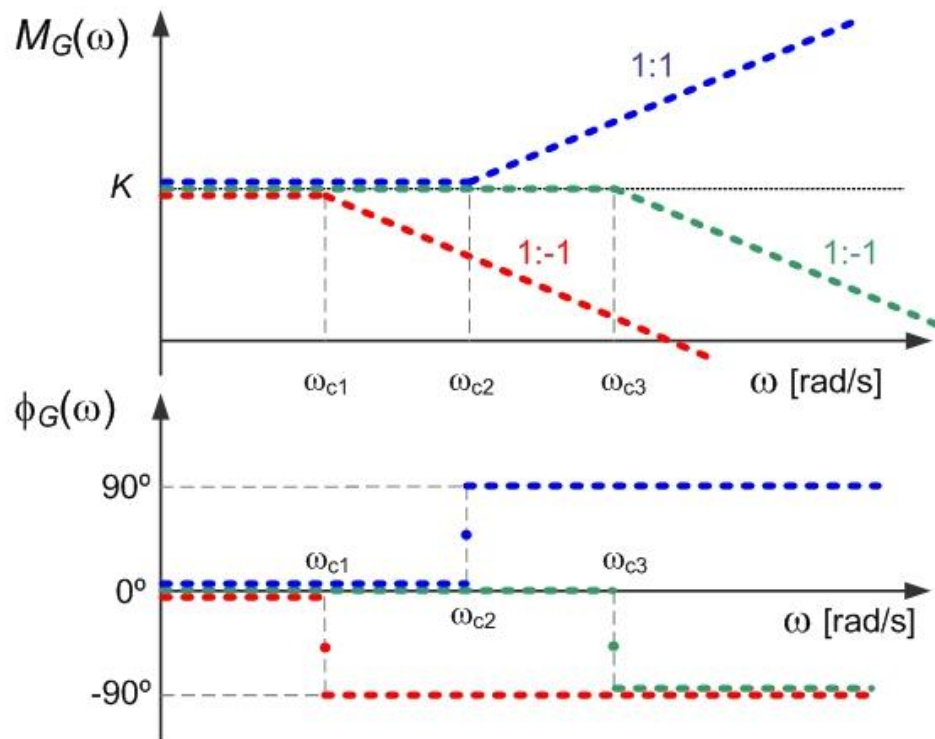 M_G(ω)
1:1
K
1:-1
1:-1
ω_c1
ω_c2
ω_c3
ω [rad/s]
ϕ_G(ω)
90º
ω_c1
ω_c3
0º
ω_c2
ω [rad/s]
-90º